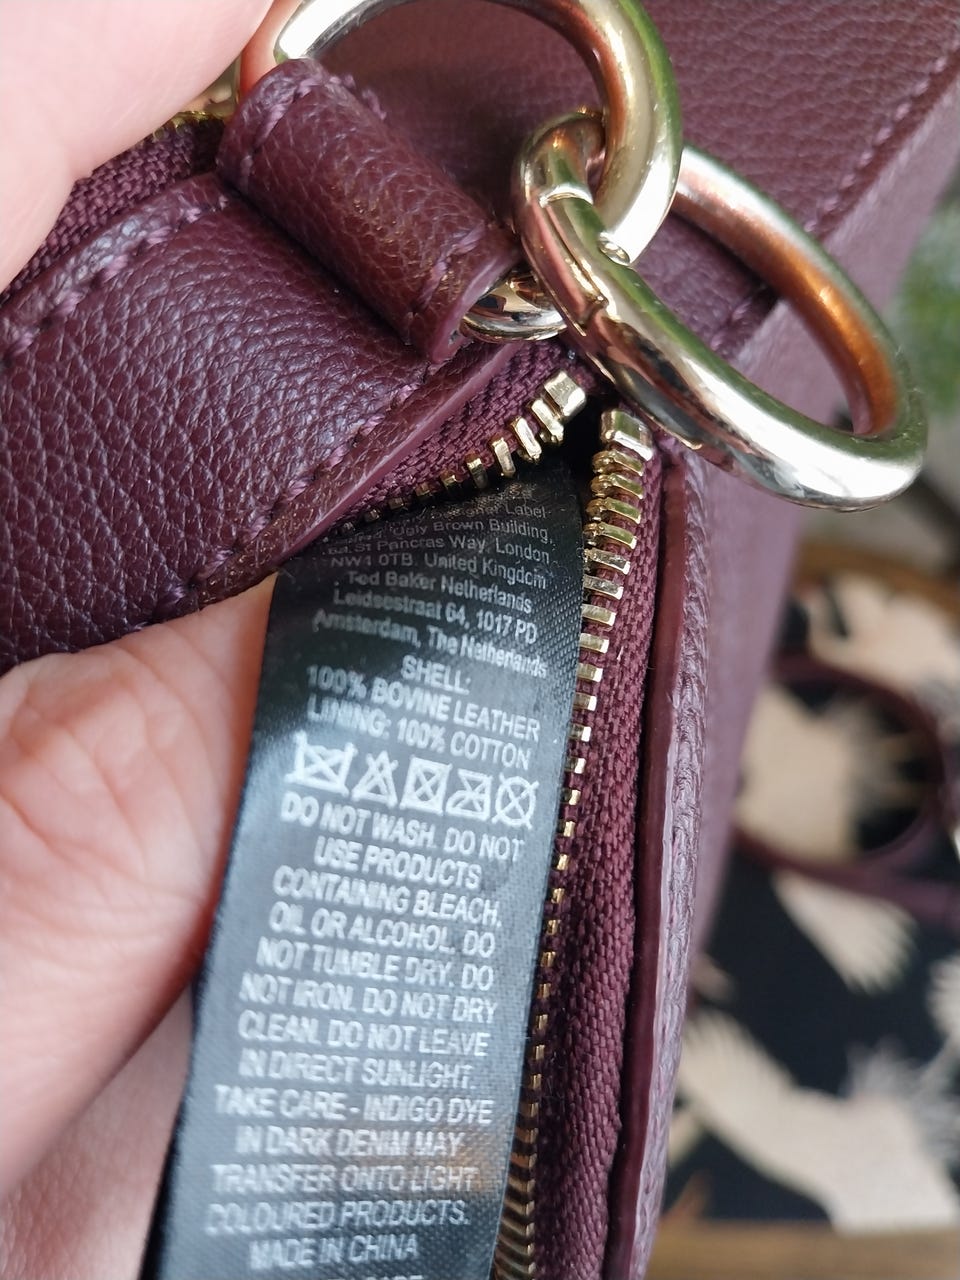 Designer Label
Ugly Brown Building,
6a St Pancras Way, London
NW1 0TB. United Kingdom
Ted Baker Netherlands
Leidsestraat 64, 1017 PD
Amsterdam, The Netherlands
SHELL:
100% BOVINE LEATHER
LINING: 100% COTTON
DO NOT WASH. DO NOT
USE PRODUCTS
CONTAINING BLEACH,
OIL OR ALCOHOL. DO
NOT TUMBLE DRY. DO
NOT IRON. DO NOT DRY
CLEAN. DO NOT LEAVE
IN DIRECT SUNLIGHT.
TAKE CARE - INDIGO DYE
IN DARK DENIM MAY
TRANSFER ONTO LIGHT
COLOURED PRODUCTS.
MADE IN CHINA